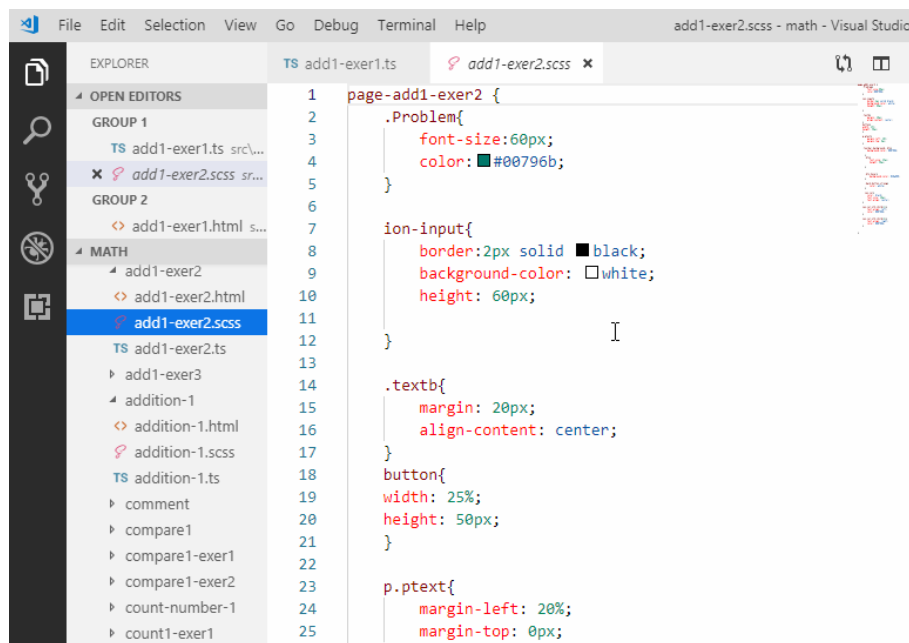 File Edit Selection View Go Debug Terminal Help add1-exer2.scss - math - Visual Studio
EXPLORER
OPEN EDITORS
GROUP 1
TS add1-exer1.ts src\...
add1-exer2.scss sr...
GROUP 2
<> add1-exer1.html s...
MATH
add1-exer2
<> add1-exer2.html
add1-exer2.scss
TS add1-exer2.ts
add1-exer3
addition-1
<> addition-1.html
addition-1.scss
TS addition-1.ts
comment
compare1
compare1-exer1
compare1-exer2
count-number-1
count1-exer1
TS add1-exer1.ts add1-exer2.scss ×
1 page-add1-exer2 {
2 .Problem{
3 font-size:60px;
4 color: #00796b;
5 }
6
7 ion-input{
8 border:2px solid black;
9 background-color: white;
10 height: 60px;
11
12 }
13
14 .textb{
15 margin: 20px;
16 align-content: center;
17 }
18 button{
19 width: 25%;
20 height: 50px;
21 }
22
23 p.ptext{
24 margin-left: 20%;
25 margin-top: 0px;